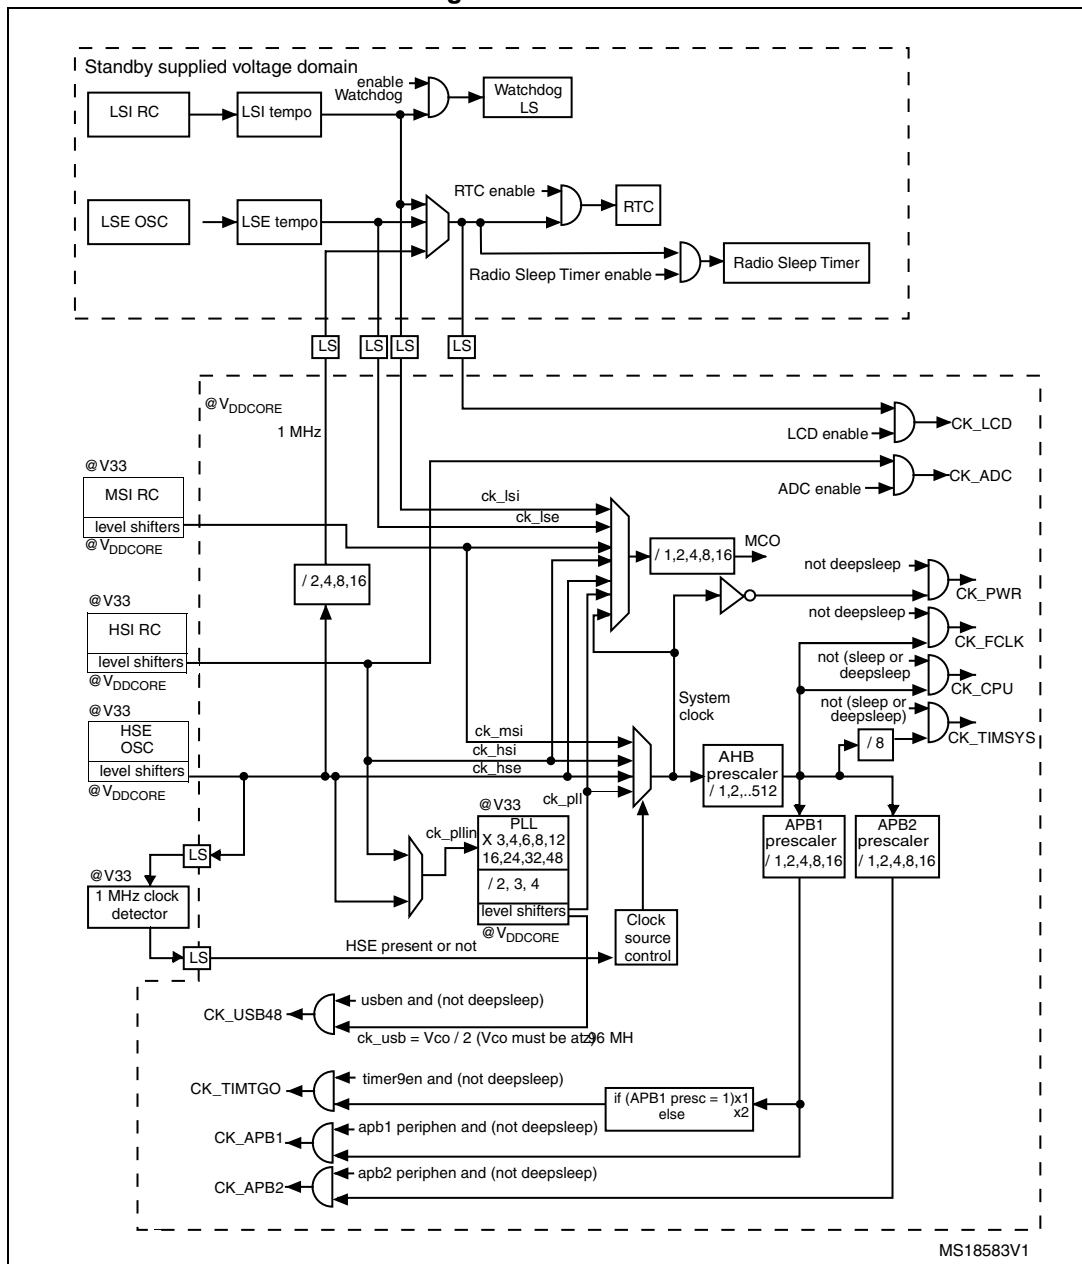 Standby supplied voltage domain
enable
Watchdog
Watchdog
LS
LSI RC
LSI tempo
RTC enable
RTC
LSE OSC
LSE tempo
Radio Sleep Timer enable
Radio Sleep Timer
LS
LS
LS
LS
@VDDCORE
1 MHz
LCD enable
CK_LCD
@V33
MSI RC
level shifters
@VDDCORE
ck_lsi
ck_lse
ADC enable
CK_ADC
MCO
/ 1,2,4,8,16
/ 2,4,8,16
not deepsleep
CK_PWR
@V33
HSI RC
level shifters
@VDDCORE
not deepsleep
CK_FCLK
not (sleep or
deepsleep
CK_CPU
System
clock
not (sleep or
deepsleep)
CK_TIMSYS
@V33
HSE
OSC
level shifters
@VDDCORE
ck_msi
ck_hsi
ck_hse
ck_pll
/ 8
AHB
prescaler
/ 1,2,..512
@V33
PLL
X 3,4,6,8,12
16,24,32,48
/ 2, 3, 4
level shifters
@VDDCORE
ck_pllin
APB1
prescaler
/ 1,2,4,8,16
APB2
prescaler
/ 1,2,4,8,16
LS
@V33
1 MHz clock
detector
LS
HSE present or not
Clock
source
control
CK_USB48
usben and (not deepsleep)
ck_usb = Vco / 2 (Vco must be at 96 MHz)
CK_TIMTGO
timer9en and (not deepsleep)
if (APB1 presc = 1)x1
else x2
CK_APB1
apb1 periphen and (not deepsleep)
CK_APB2
apb2 periphen and (not deepsleep)
MS18583V1